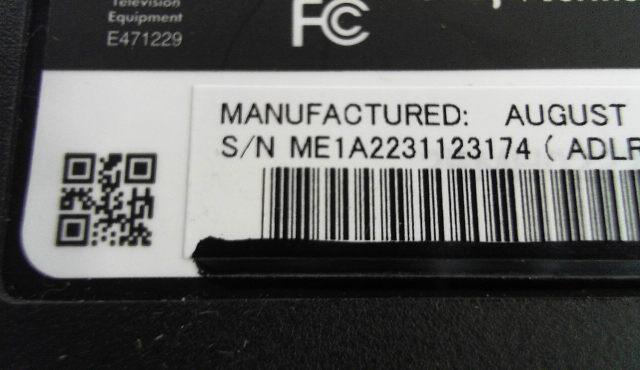 Television
Equipment
E471229
FC
MANUFACTURED: AUGUST
S/N ME1A2231123174 ( ADLR